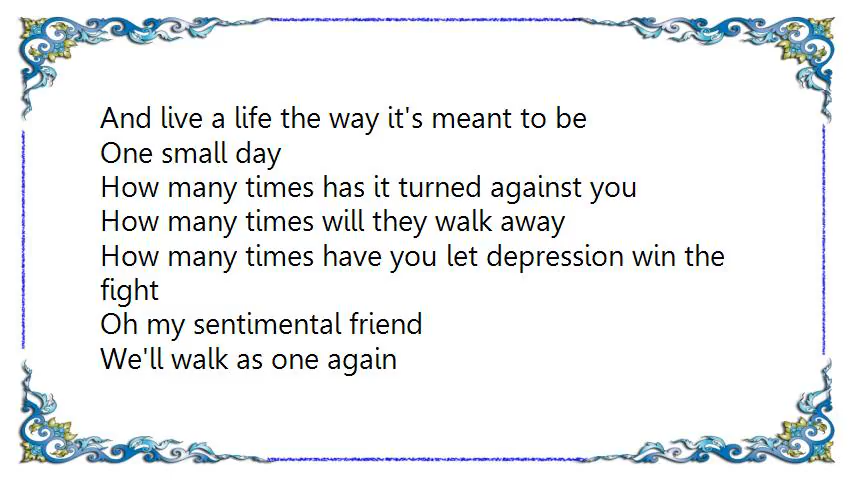 And live a life the way it's meant to be
One small day
How many times has it turned against you
How many times will they walk away
How many times have you let depression win the
fight
Oh my sentimental friend
We'll walk as one again